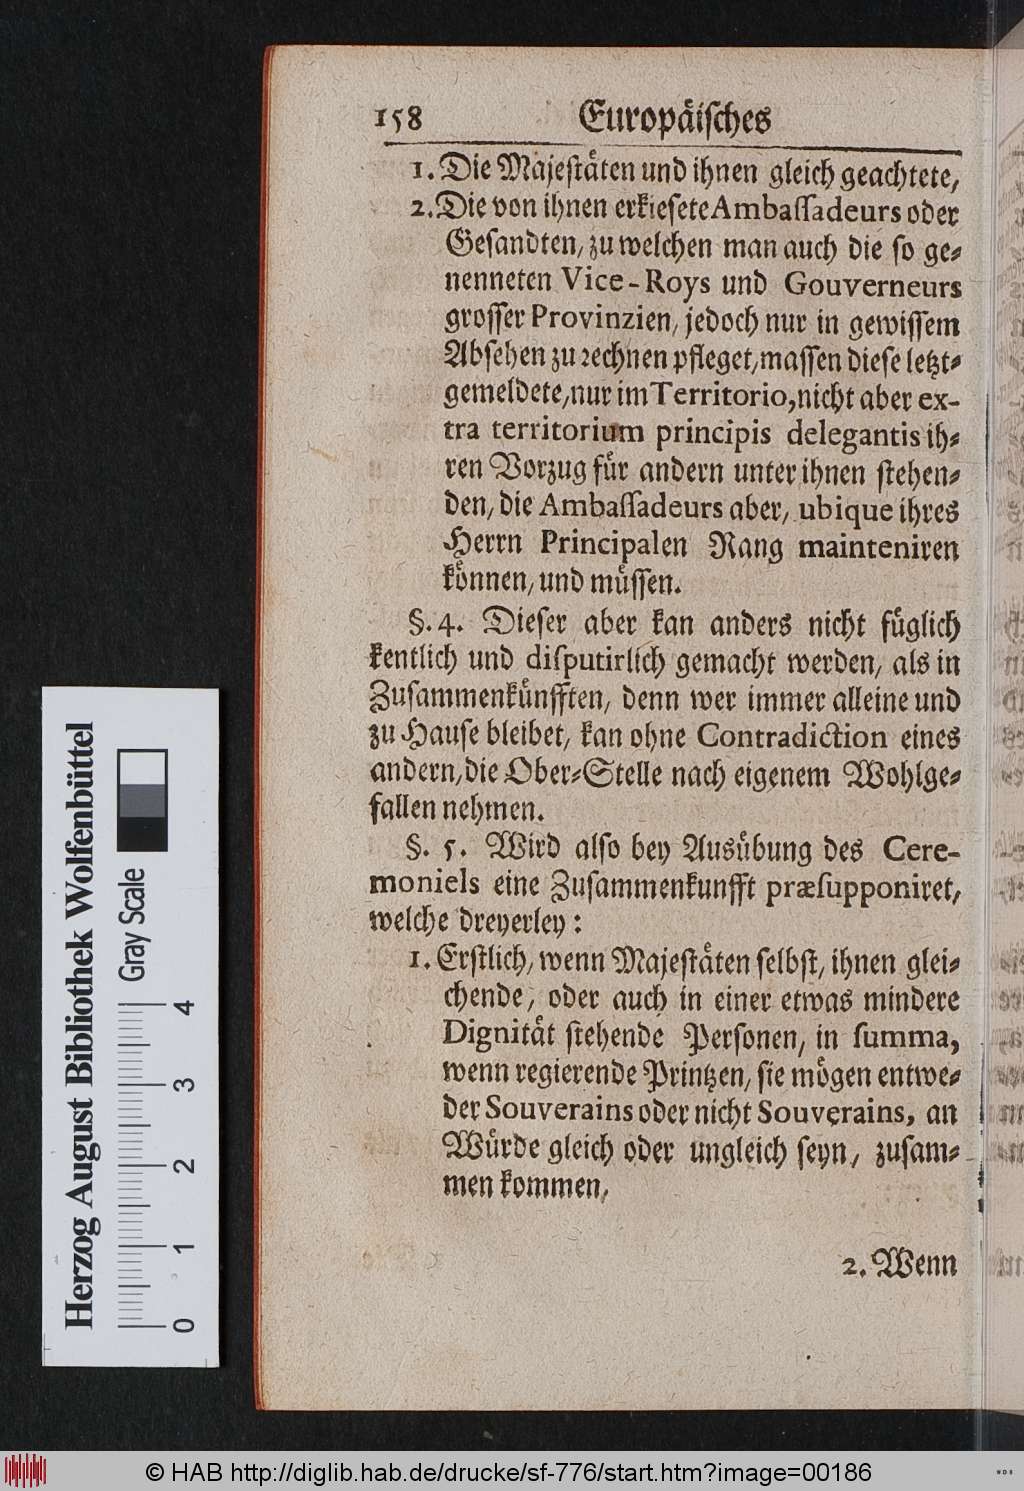 158 Europäisches
1. Die Majestäten und ihnen gleich geachtete,
2. Die von ihnen erkiesete Ambaſſadeurs oder
Gesandten, zu welchen man auch die so ge-
nenneten Vice-Roys und Gouverneurs
grosser Provinzien, jedoch nur in gewissem
Absehen zu rechnen pfleget, massen diese letzt-
gemeldete, nur im Territorio, nicht aber ex-
tra territorium principis delegantis ih-
ren Vorzug für andern unter ihnen stehen-
den, die Ambaſſadeurs aber, ubique ihres
Herrn Principalen Rang mainteniren
können, und müssen.
§. 4. Dieser aber kan anders nicht füglich
kentlich und diſputirlich gemacht werden, als in
Zusammenkünfften, denn wer immer alleine und
zu Hause bleibet, kan ohne Contradiction eines
andern, die Ober-Stelle nach eigenem Wohlge-
fallen nehmen.
§. 5. Wird also bey Ausübung des Cere-
moniels eine Zusammenkunfft præſupponiret,
welche dreyerley:
1. Erstlich, wenn Majestäten selbst, ihnen glei-
chende, oder auch in einer etwas mindere
Dignität stehende Personen, in ſumma,
wenn regierende Printzen, sie mögen entwe-
der Souverains oder nicht Souverains, an
Würde gleich oder ungleich seyn, zusam-
men kommen,
2. Wenn
Herzog August Bibliothek Wolfenbüttel
Gray Scale
0 1 2 3 4
© HAB http://diglib.hab.de/drucke/sf-776/start.htm?image=00186
WDB